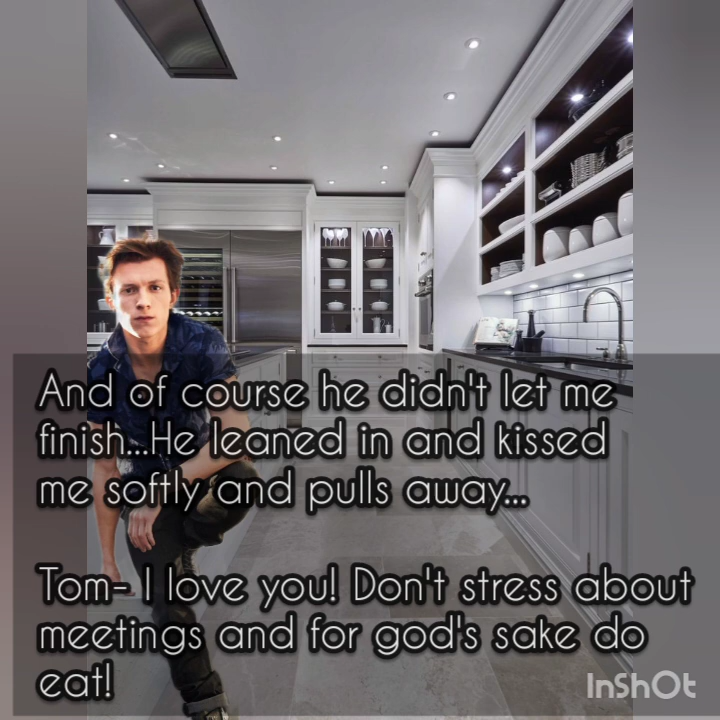 And of course he didn't let me
finish...He leaned in and kissed
me softly and pulls away...
Tom- I love you! Don't stress about
meetings and for god's sake do
eat!
InShOt